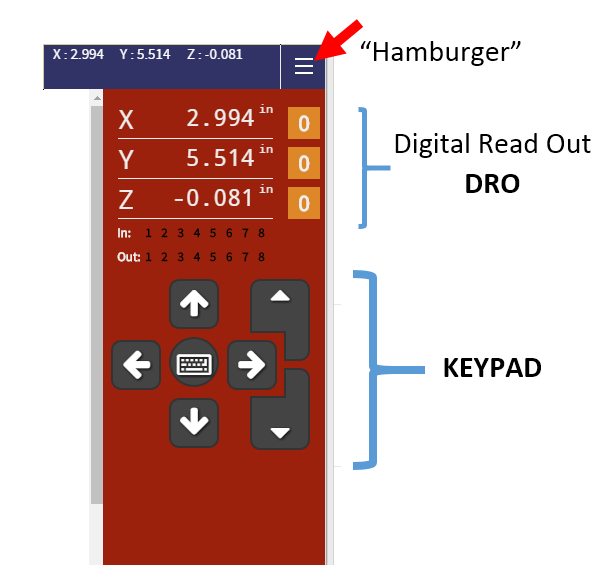 X : 2.994 Y : 5.514 Z : -0.081
“Hamburger”
X 2.994 in 0
Y 5.514 in 0
Z -0.081 in 0
Digital Read Out
DRO
In: 1 2 3 4 5 6 7 8
Out: 1 2 3 4 5 6 7 8
KEYPAD